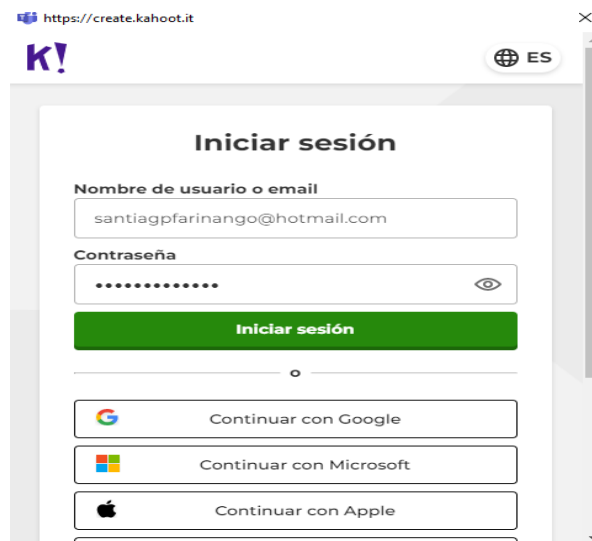 https://create.kahoot.it
K!
ES
Iniciar sesión
Nombre de usuario o email
santiagpfarinango@hotmail.com
Contraseña
•••••••••••••
Iniciar sesión
o
Continuar con Google
Continuar con Microsoft
Continuar con Apple